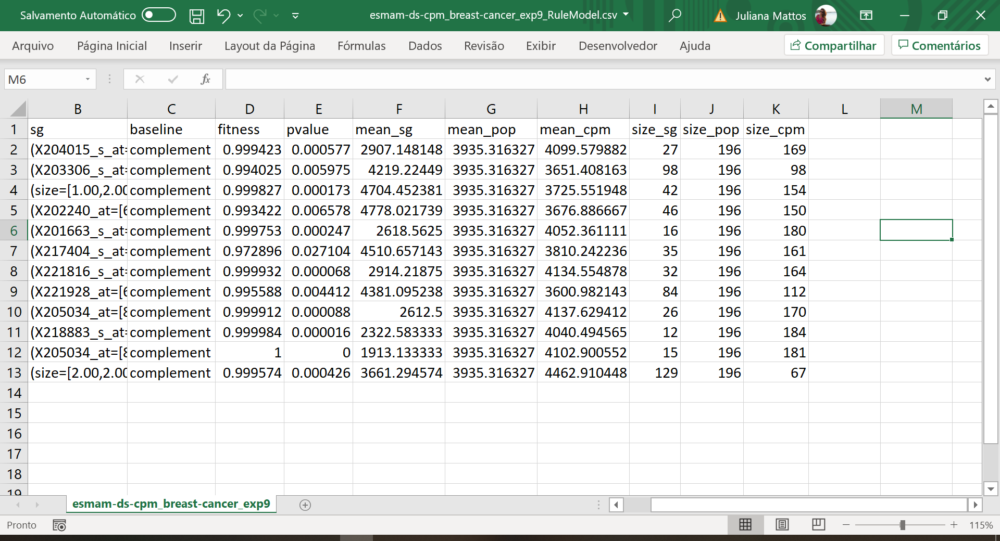 Salvamento Automático esmam-ds-cpm_breast-cancer_exp9_RuleModel.csv Juliana Mattos
Arquivo Página Inicial Inserir Layout da Página Fórmulas Dados Revisão Exibir Desenvolvedor Ajuda Compartilhar Comentários
M6 fx
B C D E F G H I J K L M
1 sg baseline fitness pvalue mean_sg mean_pop mean_cpm size_sg size_pop size_cpm
2 (X204015_s_at= complement 0.999423 0.000577 2907.148148 3935.316327 4099.579882 27 196 169
3 (X203306_s_at= complement 0.994025 0.005975 4219.22449 3935.316327 3651.408163 98 196 98
4 (size=[1.00,2.00 complement 0.999827 0.000173 4704.452381 3935.316327 3725.551948 42 196 154
5 (X202240_at=[6 complement 0.993422 0.006578 4778.021739 3935.316327 3676.886667 46 196 150
6 (X201663_s_at= complement 0.999753 0.000247 2618.5625 3935.316327 4052.361111 16 196 180
7 (X217404_s_at= complement 0.972896 0.027104 4510.657143 3935.316327 3810.242236 35 196 161
8 (X221816_s_at= complement 0.999932 0.000068 2914.21875 3935.316327 4134.554878 32 196 164
9 (X221928_at=[6 complement 0.995588 0.004412 4381.095238 3935.316327 3600.982143 84 196 112
10 (X205034_at=[8 complement 0.999912 0.000088 2612.5 3935.316327 4137.629412 26 196 170
11 (X218883_s_at= complement 0.999984 0.000016 2322.583333 3935.316327 4040.494565 12 196 184
12 (X205034_at=[8 complement 1 0 1913.133333 3935.316327 4102.900552 15 196 181
13 (size=[2.00,2.00 complement 0.999574 0.000426 3661.294574 3935.316327 4462.910448 129 196 67
14
15
16
17
18
19
esmam-ds-cpm_breast-cancer_exp9
Pronto 115%